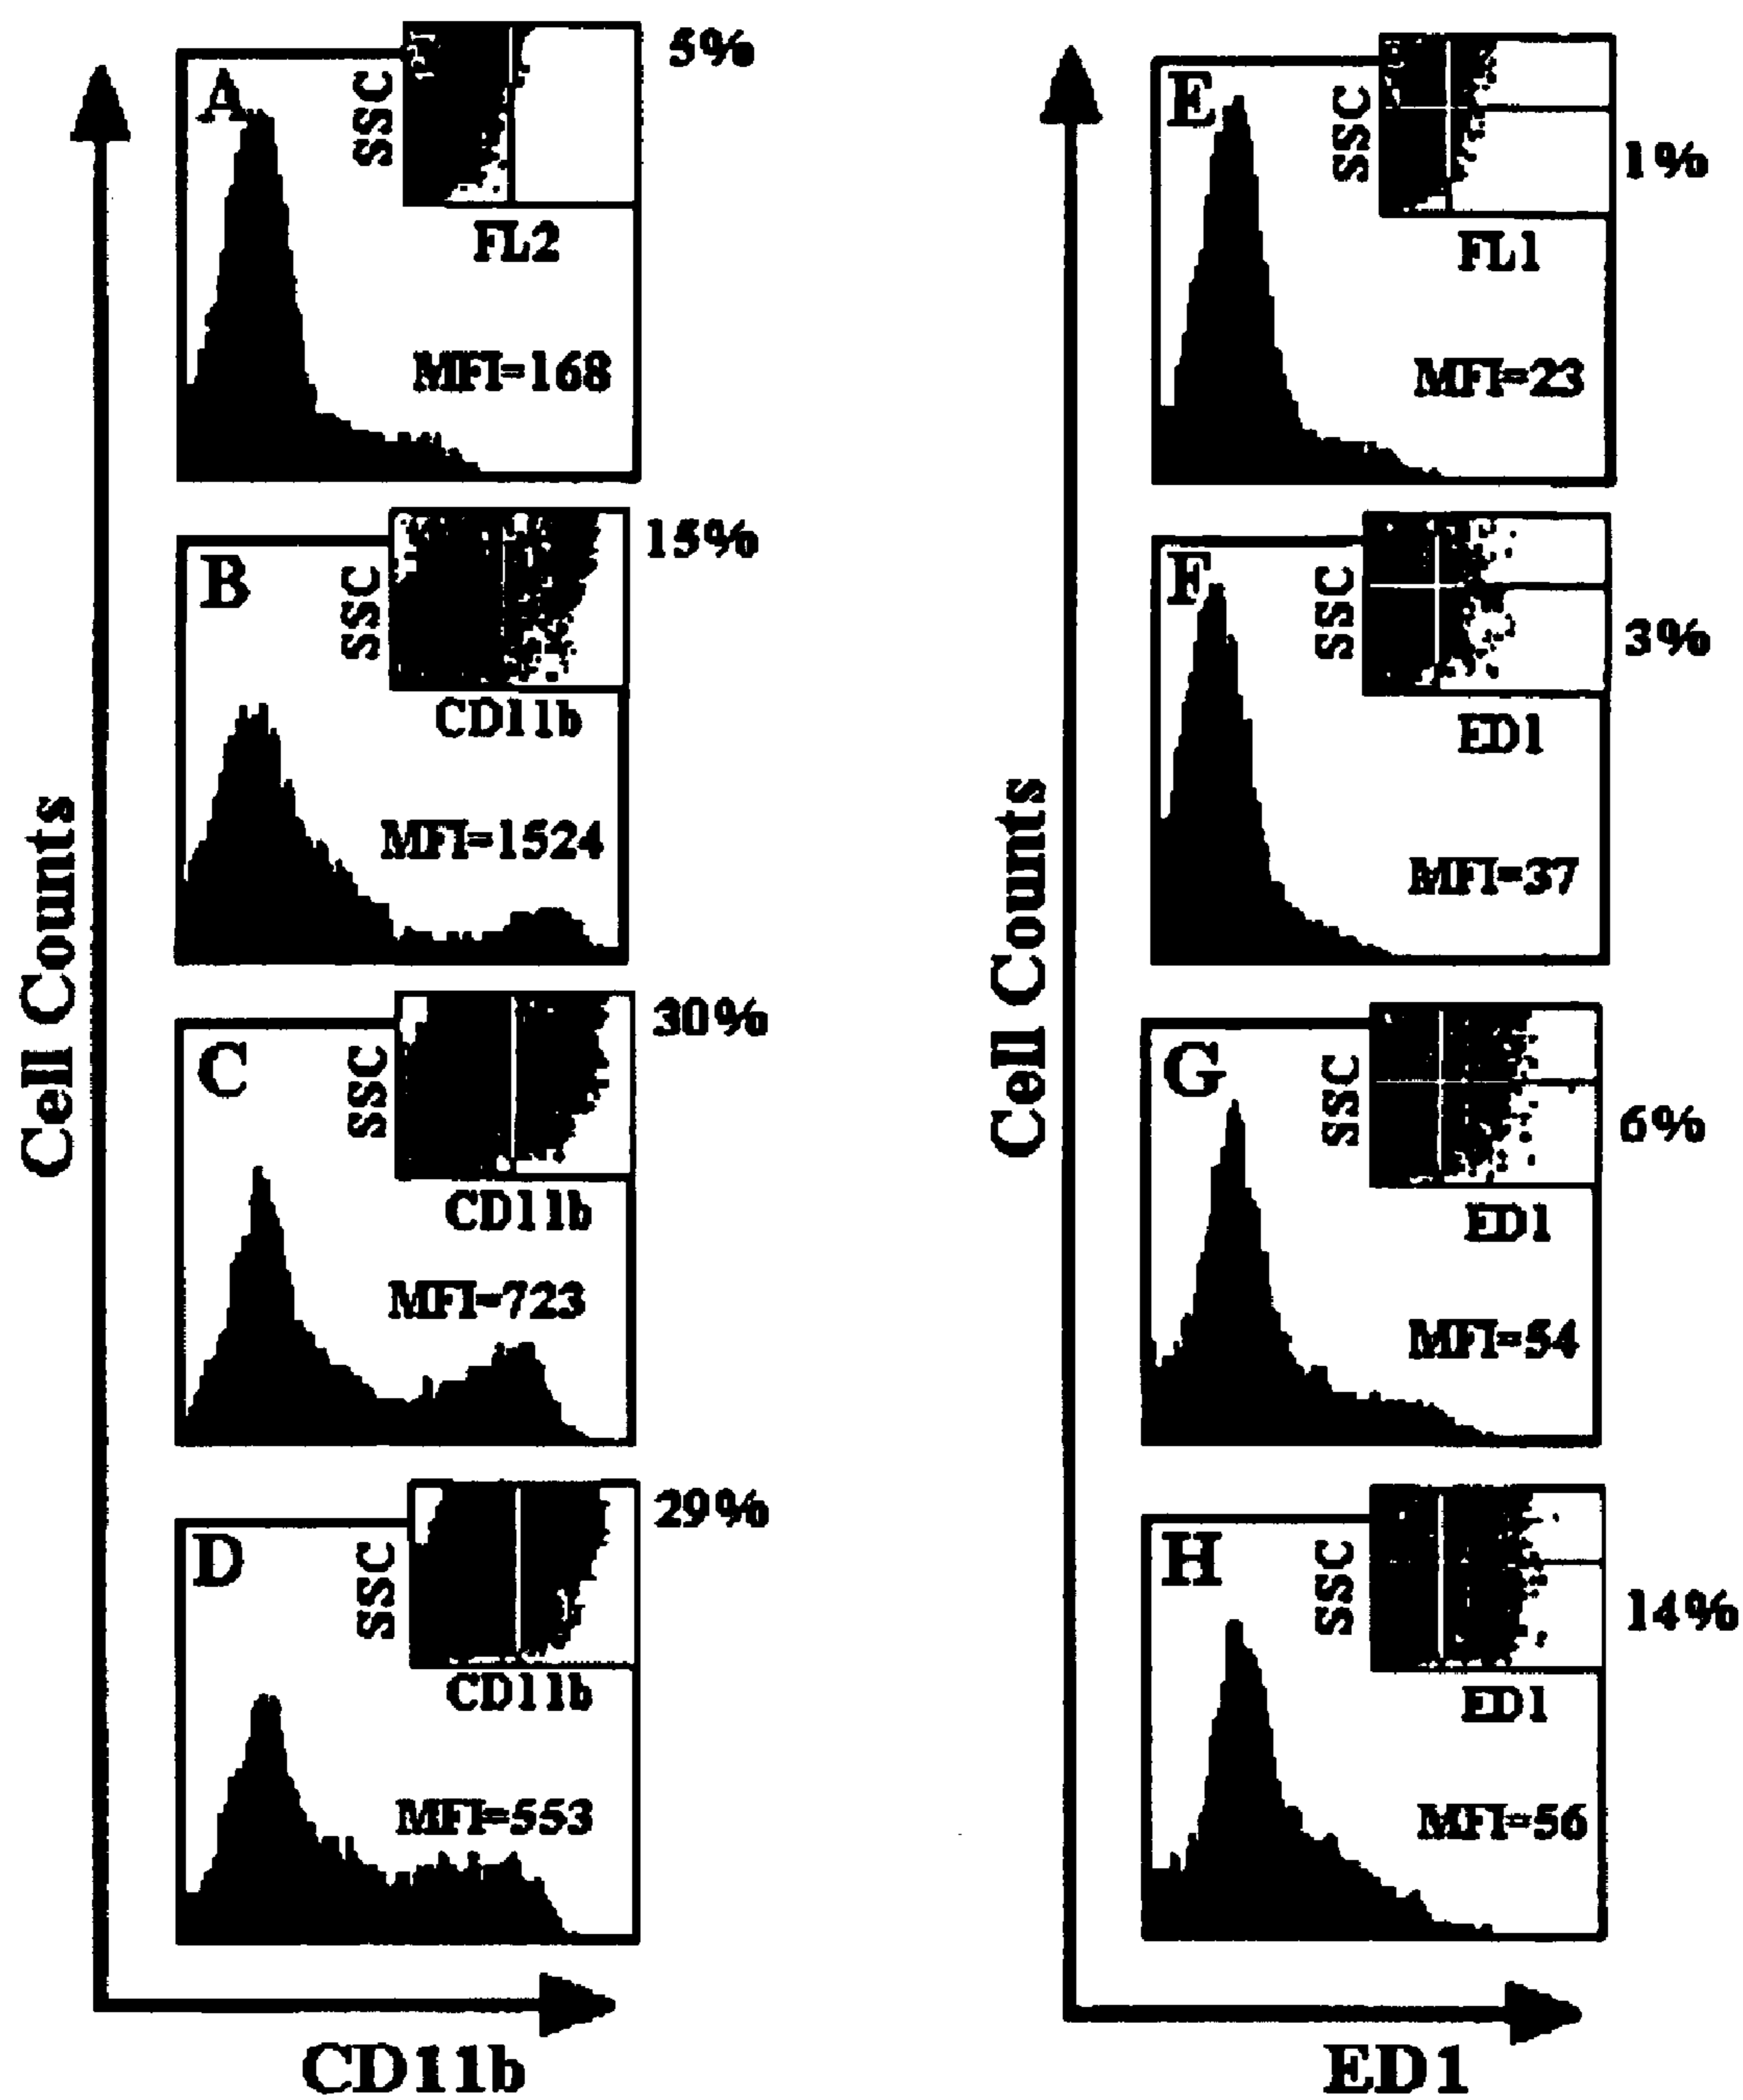 Cell Counts
A
SSC
5%
FL2
MFI=168
B
SSC
15%
CD11b
MFI=1524
C
SSC
30%
CD11b
MFI=723
D
SSC
29%
CD11b
MFI=553
CD11b
Cell Counts
E
SSC
1%
FL1
MFI=23
F
SSC
3%
ED1
MFI=37
G
SSC
6%
ED1
MFI=54
H
SSC
14%
ED1
MFI=56
ED1